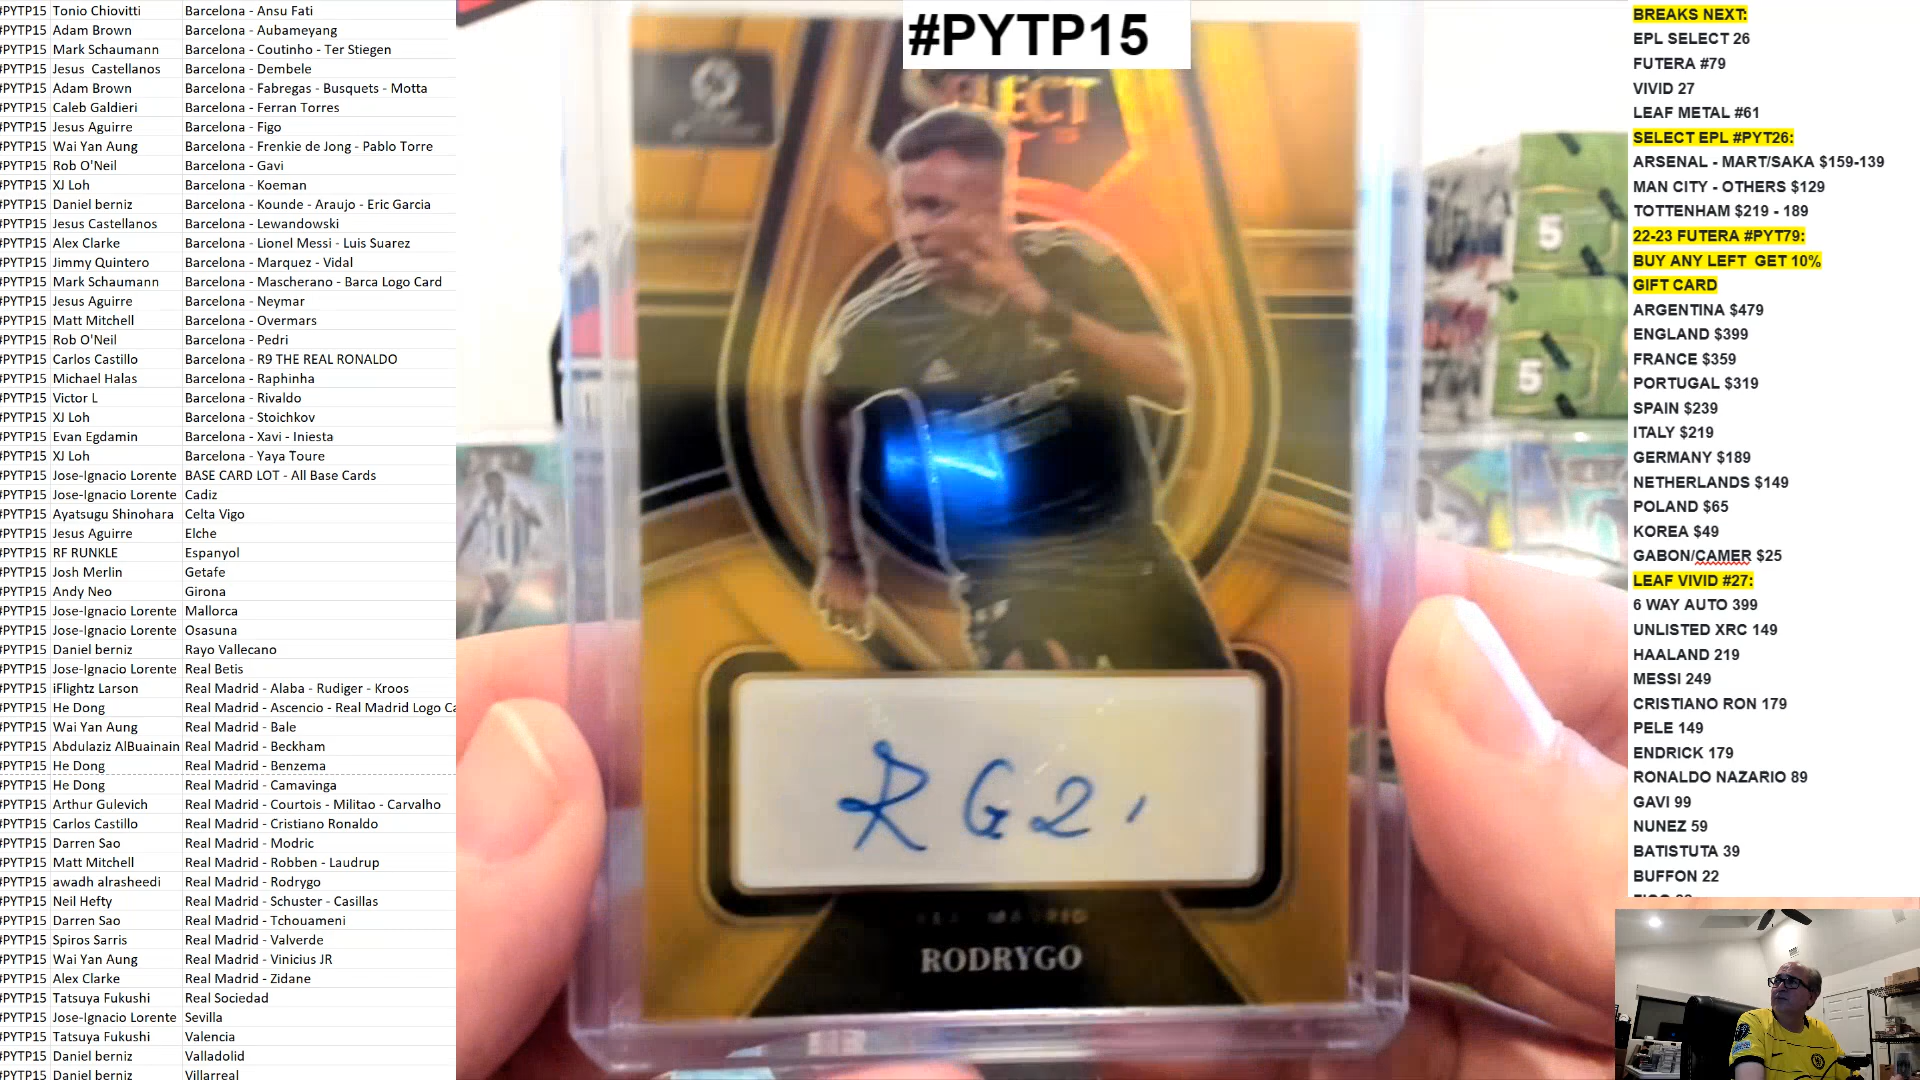 #PYTP15 Tonio Chiovitti Barcelona - Ansu Fati
#PYTP15 Adam Brown Barcelona - Aubameyang
#PYTP15 Mark Schaumann Barcelona - Coutinho - Ter Stiegen
#PYTP15 Jesus Castellanos Barcelona - Dembele
#PYTP15 Adam Brown Barcelona - Fabregas - Busquets - Motta
#PYTP15 Caleb Galdieri Barcelona - Ferran Torres
#PYTP15 Jesus Aguirre Barcelona - Figo
#PYTP15 Wai Yan Aung Barcelona - Frenkie de Jong - Pablo Torre
#PYTP15 Rob O'Neil Barcelona - Gavi
#PYTP15 XJ Loh Barcelona - Koeman
#PYTP15 Daniel berniz Barcelona - Kounde - Araujo - Eric Garcia
#PYTP15 Jesus Castellanos Barcelona - Lewandowski
#PYTP15 Alex Clarke Barcelona - Lionel Messi - Luis Suarez
#PYTP15 Jimmy Quintero Barcelona - Marquez - Vidal
#PYTP15 Mark Schaumann Barcelona - Mascherano - Barca Logo Card
#PYTP15 Jesus Aguirre Barcelona - Neymar
#PYTP15 Matt Mitchell Barcelona - Overmars
#PYTP15 Rob O'Neil Barcelona - Pedri
#PYTP15 Carlos Castillo Barcelona - R9 THE REAL RONALDO
#PYTP15 Michael Halas Barcelona - Raphinha
#PYTP15 Victor L Barcelona - Rivaldo
#PYTP15 XJ Loh Barcelona - Stoichkov
#PYTP15 Evan Egdamin Barcelona - Xavi - Iniesta
#PYTP15 XJ Loh Barcelona - Yaya Toure
#PYTP15 Jose-Ignacio Lorente BASE CARD LOT - All Base Cards
#PYTP15 Jose-Ignacio Lorente Cadiz
#PYTP15 Ayatsugu Shinohara Celta Vigo
#PYTP15 Jesus Aguirre Elche
#PYTP15 RF RUNKLE Espanyol
#PYTP15 Josh Merlin Getafe
#PYTP15 Andy Neo Girona
#PYTP15 Jose-Ignacio Lorente Mallorca
#PYTP15 Jose-Ignacio Lorente Osasuna
#PYTP15 Daniel berniz Rayo Vallecano
#PYTP15 Jose-Ignacio Lorente Real Betis
#PYTP15 iFlightz Larson Real Madrid - Alaba - Rudiger - Kroos
#PYTP15 He Dong Real Madrid - Ascencio - Real Madrid Logo Ca
#PYTP15 Wai Yan Aung Real Madrid - Bale
#PYTP15 Abdulaziz AlBuainain Real Madrid - Beckham
#PYTP15 He Dong Real Madrid - Benzema
#PYTP15 He Dong Real Madrid - Camavinga
#PYTP15 Arthur Gulevich Real Madrid - Courtois - Militao - Carvalho
#PYTP15 Carlos Castillo Real Madrid - Cristiano Ronaldo
#PYTP15 Darren Sao Real Madrid - Modric
#PYTP15 Matt Mitchell Real Madrid - Robben - Laudrup
#PYTP15 awadh alrasheedi Real Madrid - Rodrygo
#PYTP15 Neil Hefty Real Madrid - Schuster - Casillas
#PYTP15 Darren Sao Real Madrid - Tchouameni
#PYTP15 Spiros Sarris Real Madrid - Valverde
#PYTP15 Wai Yan Aung Real Madrid - Vinicius JR
#PYTP15 Alex Clarke Real Madrid - Zidane
#PYTP15 Tatsuya Fukushi Real Sociedad
#PYTP15 Jose-Ignacio Lorente Sevilla
#PYTP15 Tatsuya Fukushi Valencia
#PYTP15 Daniel berniz Valladolid
#PYTP15 Daniel berniz Villarreal
#PYTP15
SELECT
RG2,
REAL MADRID
RODRYGO
5
5
BREAKS NEXT:
EPL SELECT 26
FUTERA #79
VIVID 27
LEAF METAL #61
SELECT EPL #PYT26:
ARSENAL - MART/SAKA $159-139
MAN CITY - OTHERS $129
TOTTENHAM $219 - 189
22-23 FUTERA #PYT79:
BUY ANY LEFT GET 10%
GIFT CARD
ARGENTINA $479
ENGLAND $399
FRANCE $359
PORTUGAL $319
SPAIN $239
ITALY $219
GERMANY $189
NETHERLANDS $149
POLAND $65
KOREA $49
GABON/CAMER $25
LEAF VIVID #27:
6 WAY AUTO 399
UNLISTED XRC 149
HAALAND 219
MESSI 249
CRISTIANO RON 179
PELE 149
ENDRICK 179
RONALDO NAZARIO 89
GAVI 99
NUNEZ 59
BATISTUTA 39
BUFFON 22